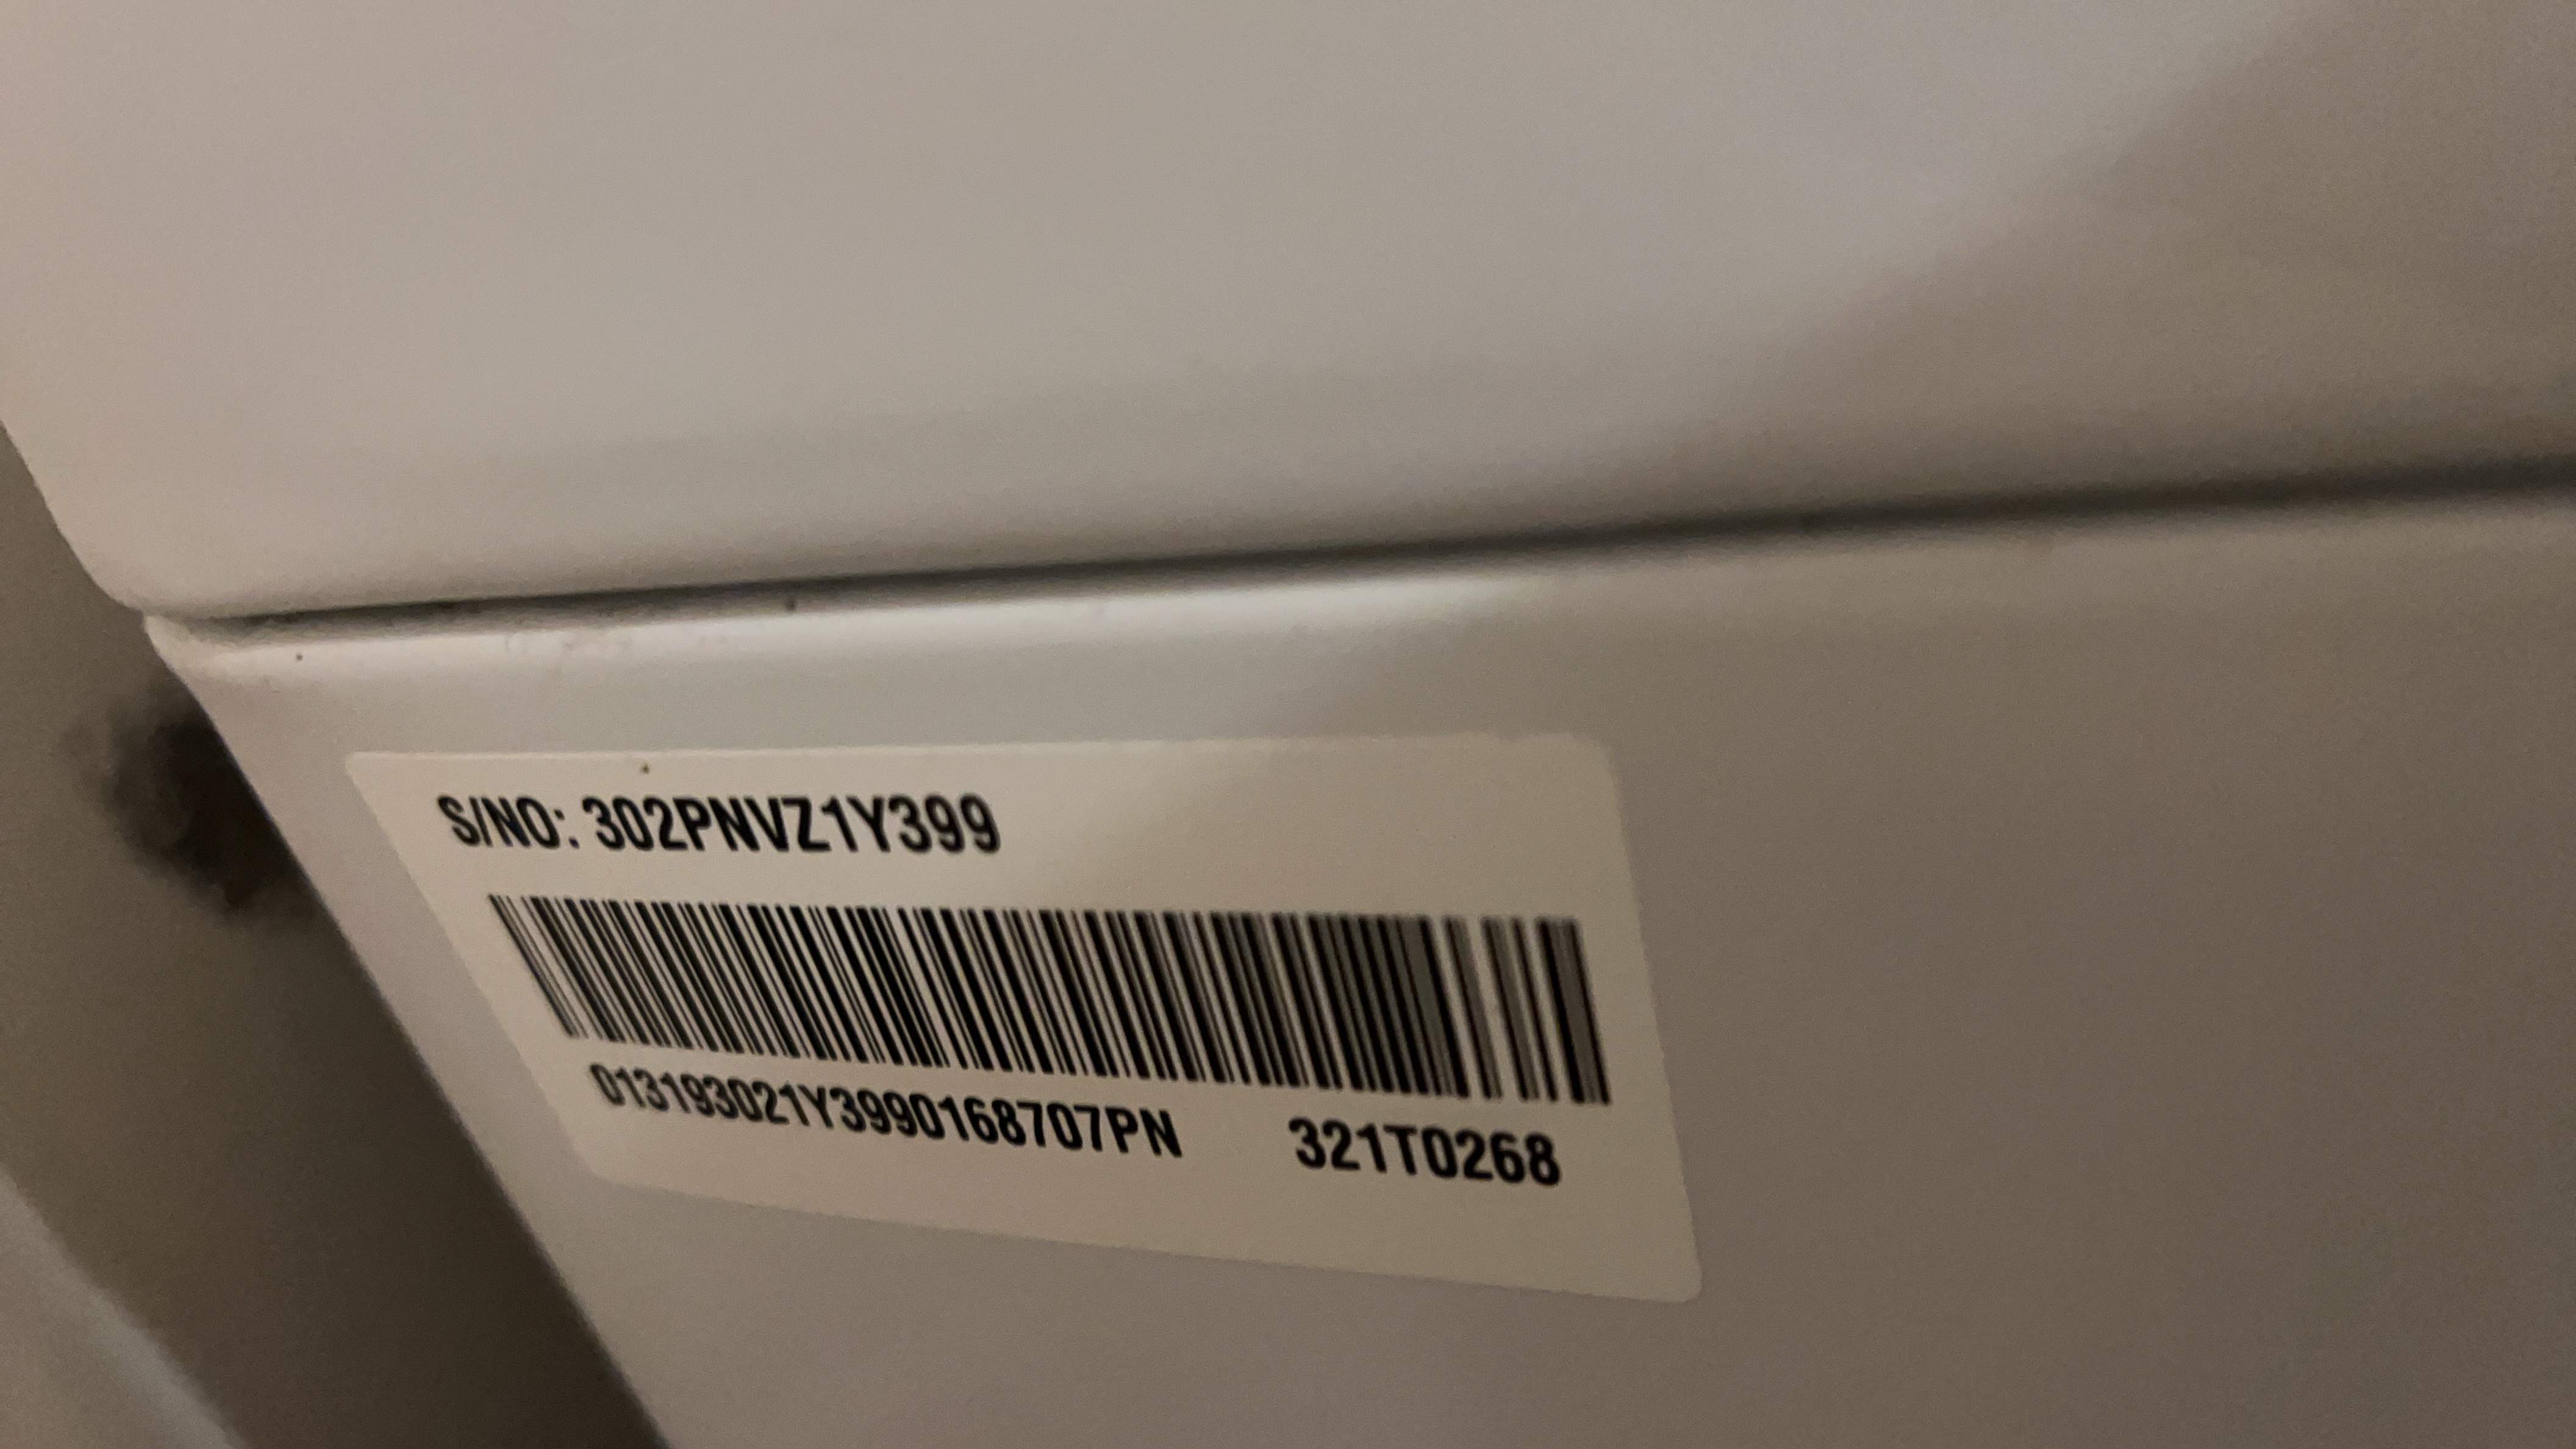 S/NO: 302PNVZ1Y399
013193021Y3990168707PN 321T0268